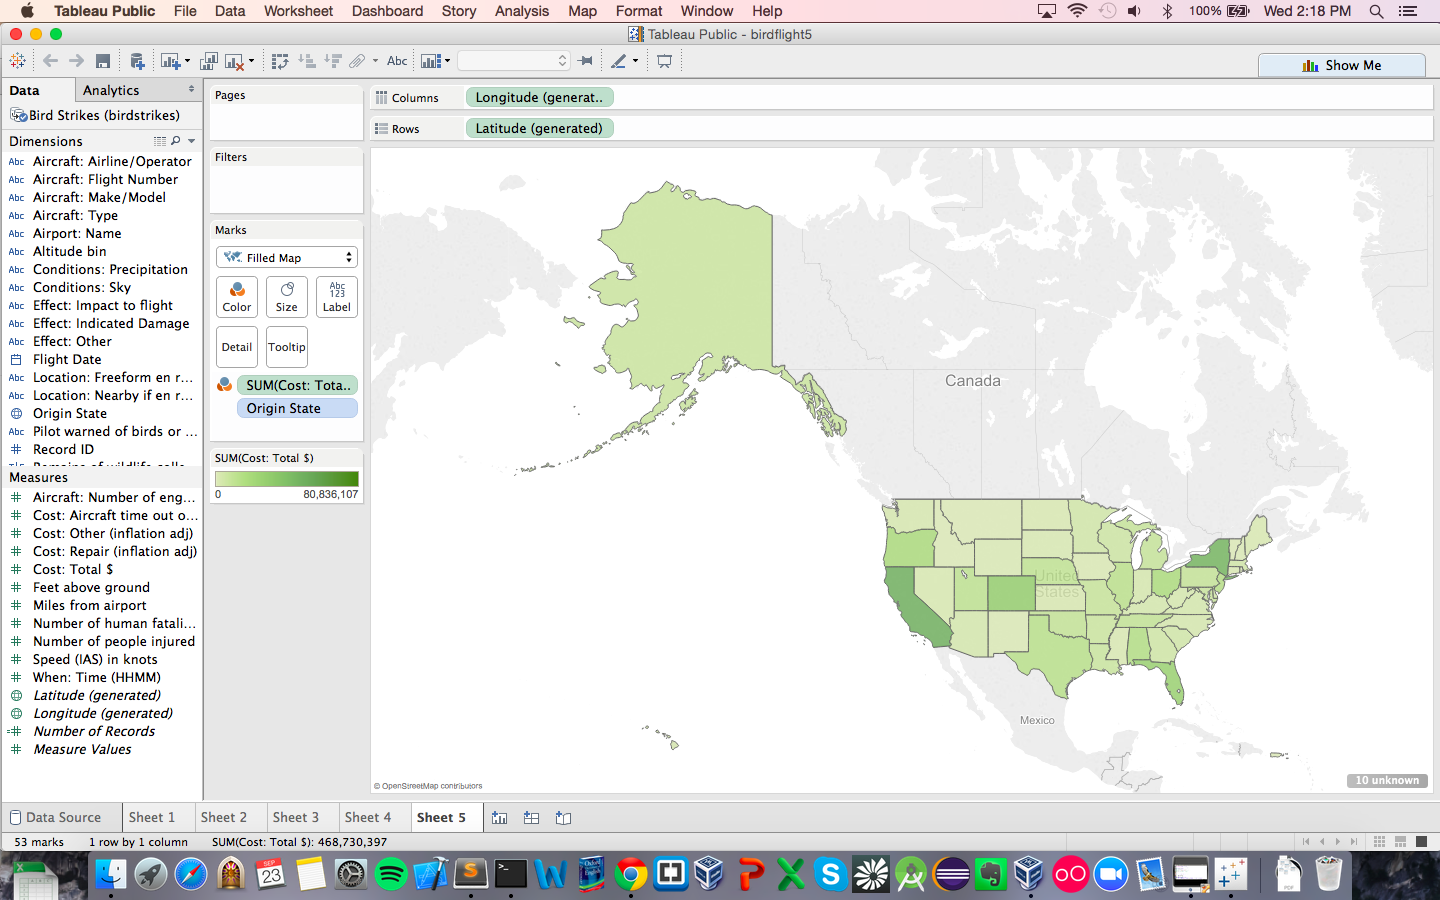 Tableau Public File Data Worksheet Dashboard Story Analysis Map Format Window Help 100% Wed 2:18 PM
Tableau Public - birdflight5
Abc
Show Me
Data Analytics
Bird Strikes (birdstrikes)
Dimensions
Abc Aircraft: Airline/Operator
Abc Aircraft: Flight Number
Abc Aircraft: Make/Model
Abc Aircraft: Type
Abc Airport: Name
Abc Altitude bin
Abc Conditions: Precipitation
Abc Conditions: Sky
Abc Effect: Impact to flight
Abc Effect: Indicated Damage
Abc Effect: Other
Flight Date
Abc Location: Freeform en r...
Abc Location: Nearby if en r...
Origin State
Abc Pilot warned of birds or ...
# Record ID
Measures
# Aircraft: Number of eng...
# Cost: Aircraft time out o...
# Cost: Other (inflation adj)
# Cost: Repair (inflation adj)
# Cost: Total $
# Feet above ground
# Miles from airport
# Number of human fatali...
# Number of people injured
# Speed (IAS) in knots
# When: Time (HHMM)
Latitude (generated)
Longitude (generated)
=# Number of Records
# Measure Values
Pages
Filters
Marks
Filled Map
Color Size Abc 123 Label
Detail Tooltip
SUM(Cost: Tota..
Origin State
SUM(Cost: Total $)
0 80,836,107
Columns Longitude (generat..
Rows Latitude (generated)
Canada
United
States
Mexico
© OpenStreetMap contributors
10 unknown
Data Source Sheet 1 Sheet 2 Sheet 3 Sheet 4 Sheet 5
53 marks 1 row by 1 column SUM(Cost: Total $): 468,730,397
SEP
23